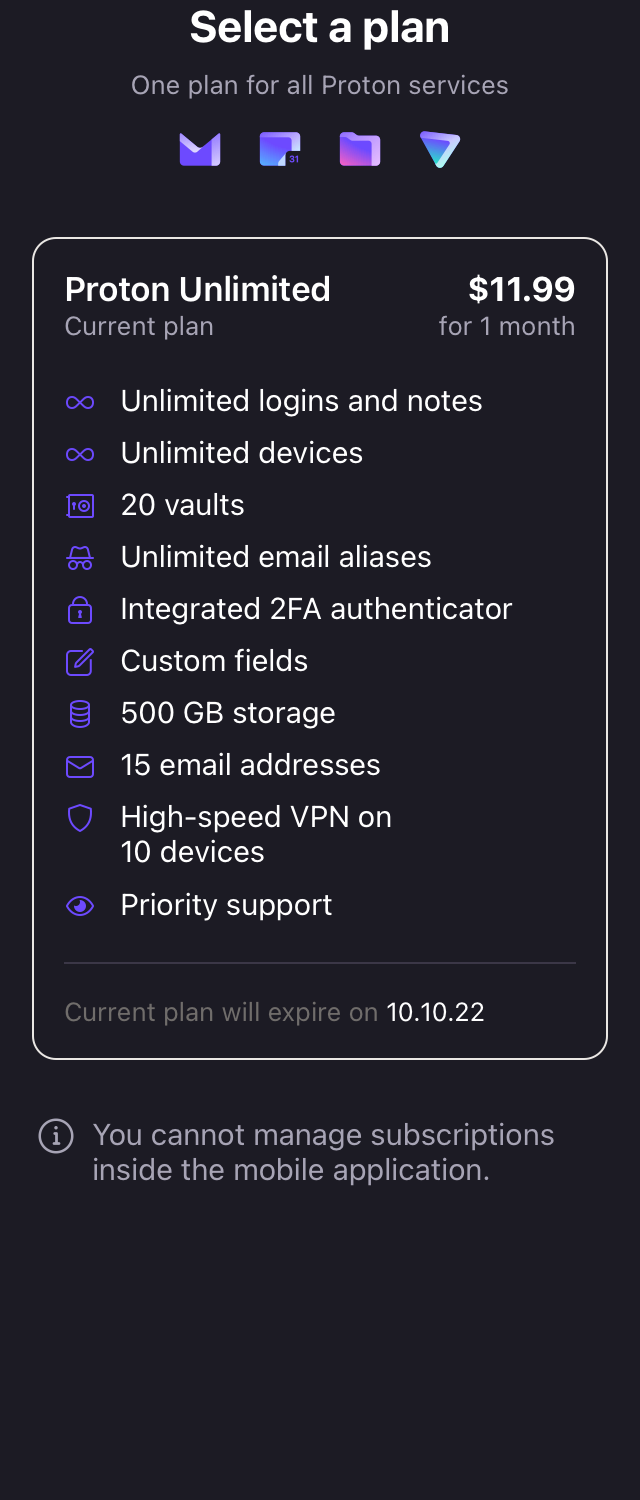 Select a plan
One plan for all Proton services
31
Proton Unlimited
$11.99
Current plan
for 1 month
Unlimited logins and notes
Unlimited devices
20 vaults
Unlimited email aliases
Integrated 2FA authenticator
Custom fields
500 GB storage
15 email addresses
High-speed VPN on
10 devices
Priority support
Current plan will expire on 10.10.22
You cannot manage subscriptions
inside the mobile application.